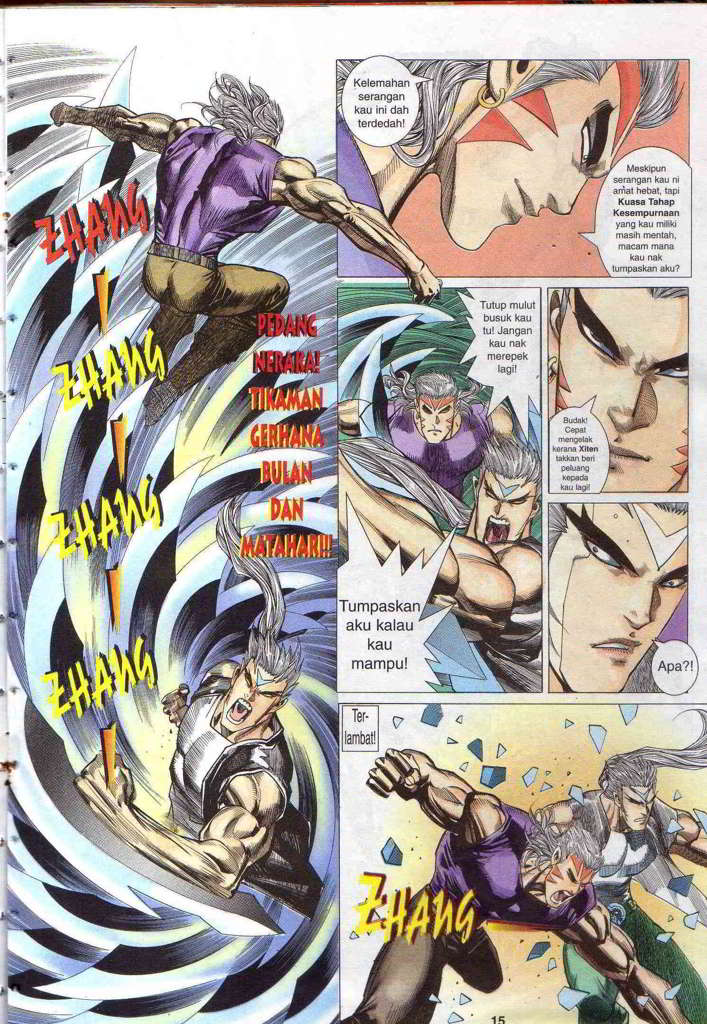 ZHANG!
ZHANG!
ZHANG!
ZHANG!
PEDANG
NERAKA!
TIKAMAN
GERHANA
BULAN
DAN
MATAHARI!!
Kelemahan
serangan
kau ini dah
terdedah!
Meskipun
serangan kau ni
amat hebat, tapi
Kuasa Tahap
Kesempurnaan
yang kau miliki
masih mentah,
macam mana
kau nak
tumpaskan aku?
Tutup mulut
busuk kau
tu! Jangan
kau nak
merepek
lagi!
Tumpaskan
aku kalau
kau
mampu!
Budak!
Cepat
mengelak
kerana Xiten
takkan beri
peluang
kepada
kau lagi!
Apa?!
Ter-
lambat!
ZHANG
15